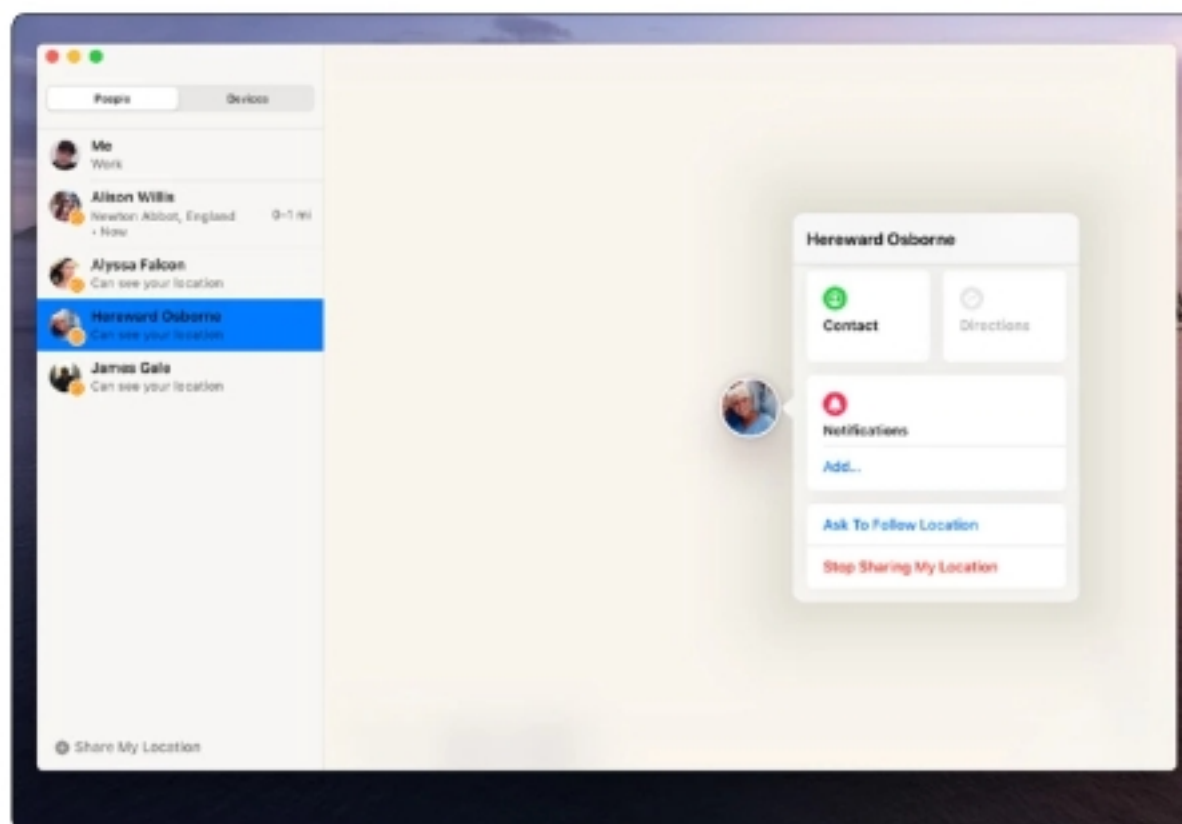 People Devices
Me
Work
Alison Willis
Newton Abbot, England 0-1 mi
• Now
Alyssa Falcon
Can see your location
Hereward Osborne
Can see your location
James Gale
Can see your location
Share My Location
Hereward Osborne
Contact Directions
Notifications
Add...
Ask To Follow Location
Stop Sharing My Location